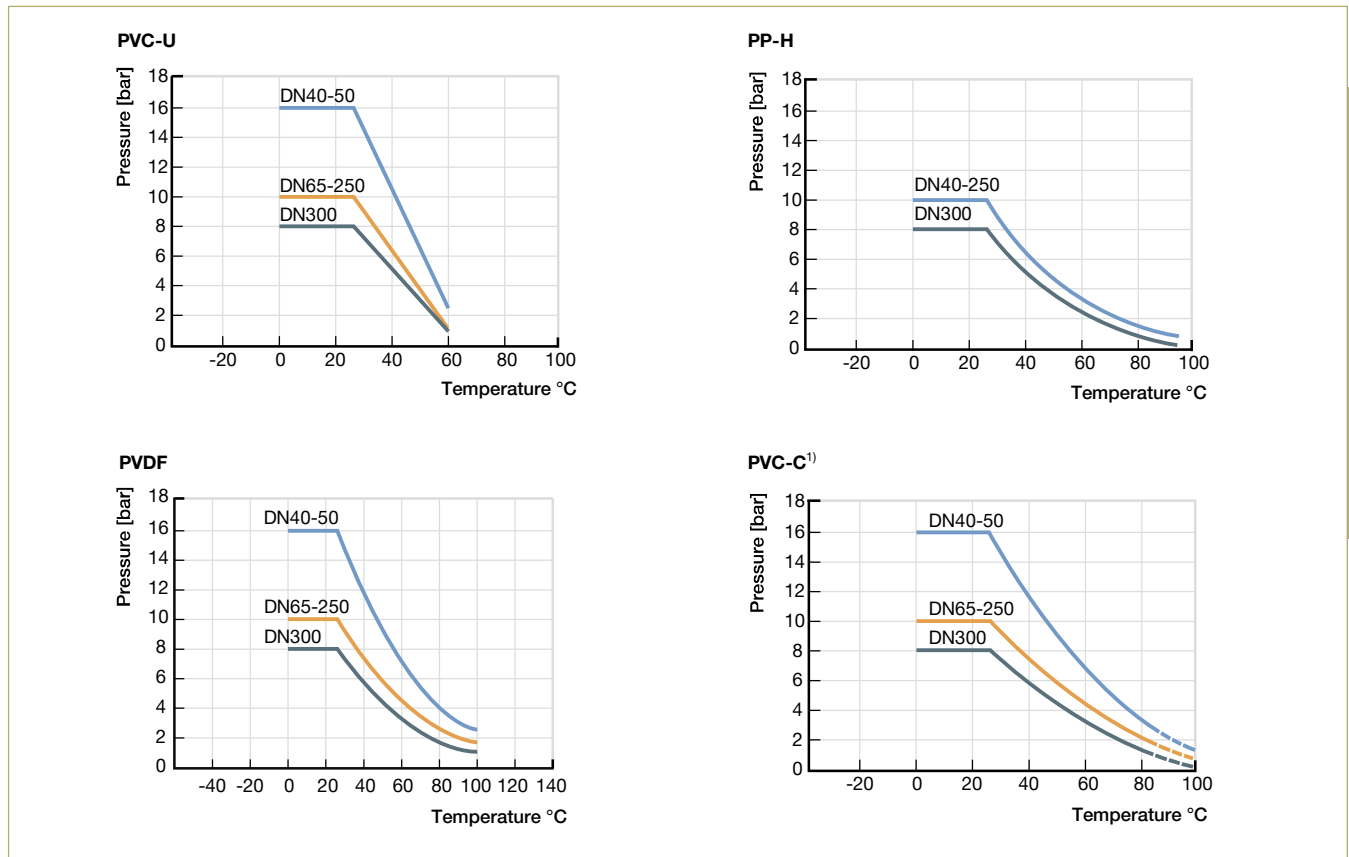 PVC-U
Pressure [bar]
18
16
14
12
10
8
6
4
2
0
DN40-50
DN65-250
DN300
-20 0 20 40 60 80 100
Temperature °C
PP-H
Pressure [bar]
18
16
14
12
10
8
6
4
2
0
DN40-250
DN300
-20 0 20 40 60 80 100
Temperature °C
PVDF
Pressure [bar]
18
16
14
12
10
8
6
4
2
0
DN40-50
DN65-250
DN300
-40 -20 0 20 40 60 80 100 120 140
Temperature °C
PVC-C¹⁾
Pressure [bar]
18
16
14
12
10
8
6
4
2
0
DN40-50
DN65-250
DN300
-20 0 20 40 60 80 100
Temperature °C